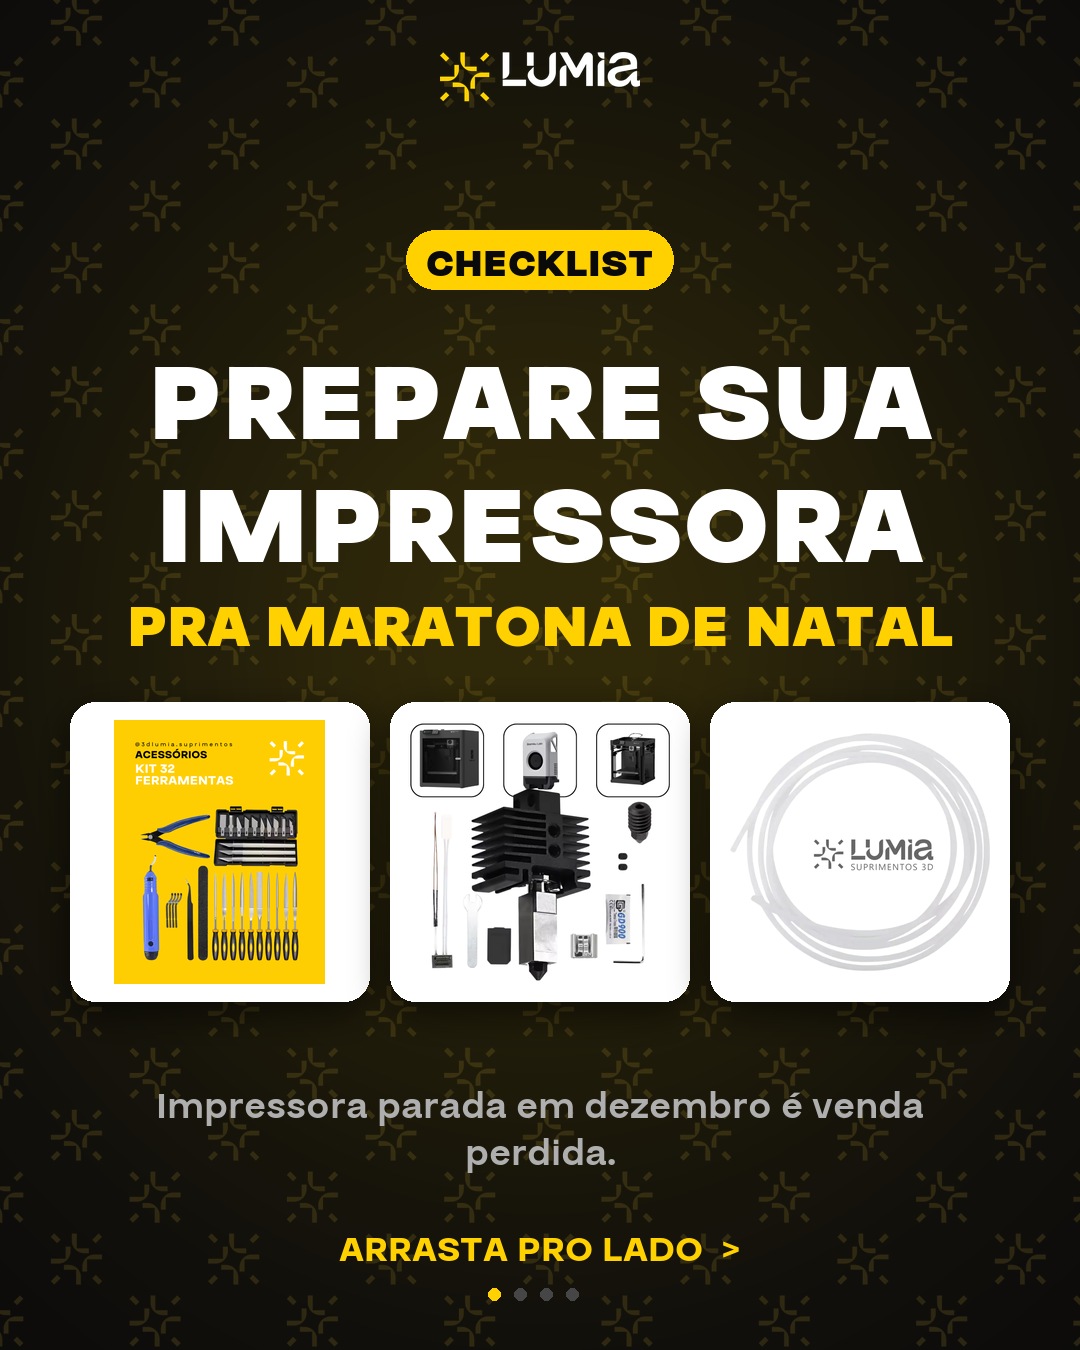 LUMIA
CHECKLIST
PREPARE SUA
IMPRESSORA
PRA MARATONA DE NATAL
@3dlumia.suprimentos
ACESSÓRIOS
KIT 32
FERRAMENTAS
GD900
LUMIA
SUPRIMENTOS 3D
Impressora parada em dezembro é venda
perdida.
ARRASTA PRO LADO >